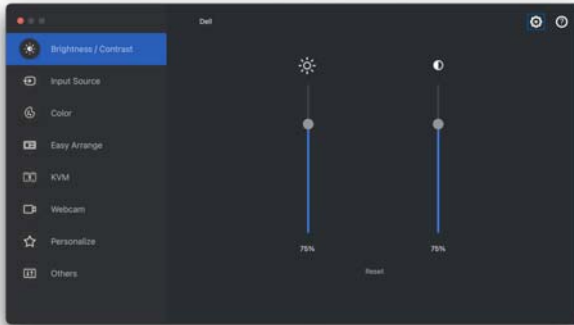 Dell
Brightness / Contrast
Input Source
Color
Easy Arrange
KVM
Webcam
Personalize
Others
75%
75%
Reset